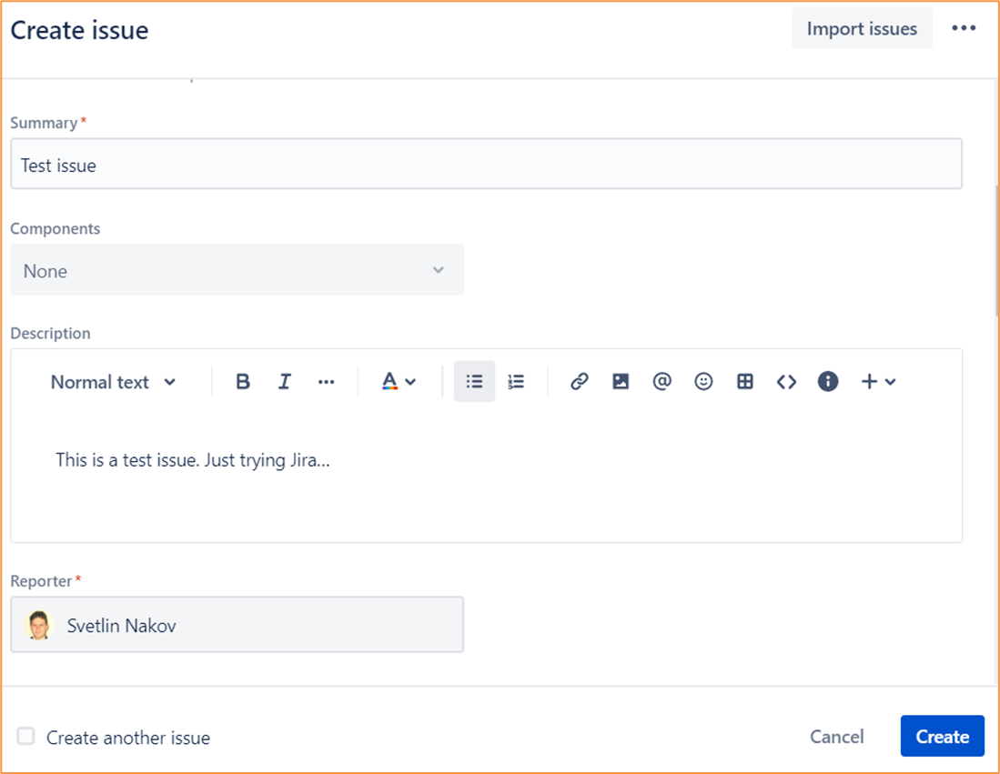 Create issue
Import issues
Summary *
Test issue
Components
None
Description
Normal text
This is a test issue. Just trying Jira...
Reporter *
Svetlin Nakov
Create another issue
Cancel
Create